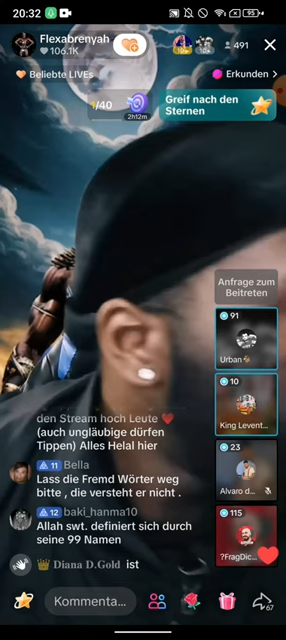 20:32
95
Flexabrenyah
106.1K
10+
10+
491
Beliebte LIVEs
Erkunden >
/40
2h12m
Greif nach den
Sternen
Anfrage zum
Beitreten
91
Urban
10
King Levent...
23
Alvaro d...
115
?FragDic...
den Stream hoch Leute
(auch ungläubige dürfen
Tippen) Alles Helal hier
11 Bella
Lass die Fremd Wörter weg
bitte , die versteht er nicht .
12 baki_hanma10
Allah swt. definiert sich durch
seine 99 Namen
Diana D.Gold ist
Kommenta...
67